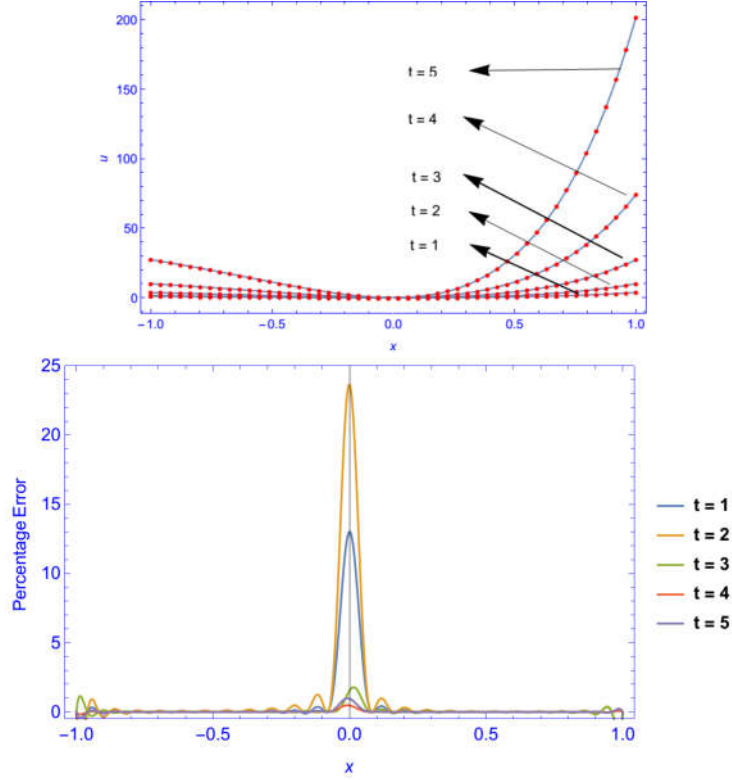 200
150
100
50
0
u
t = 5
t = 4
t = 3
t = 2
t = 1
−1.0 −0.5 0.0 0.5 1.0
x
25
20
15
10
5
0
Percentage Error
−1.0 −0.5 0.0 0.5 1.0
x
t = 1
t = 2
t = 3
t = 4
t = 5